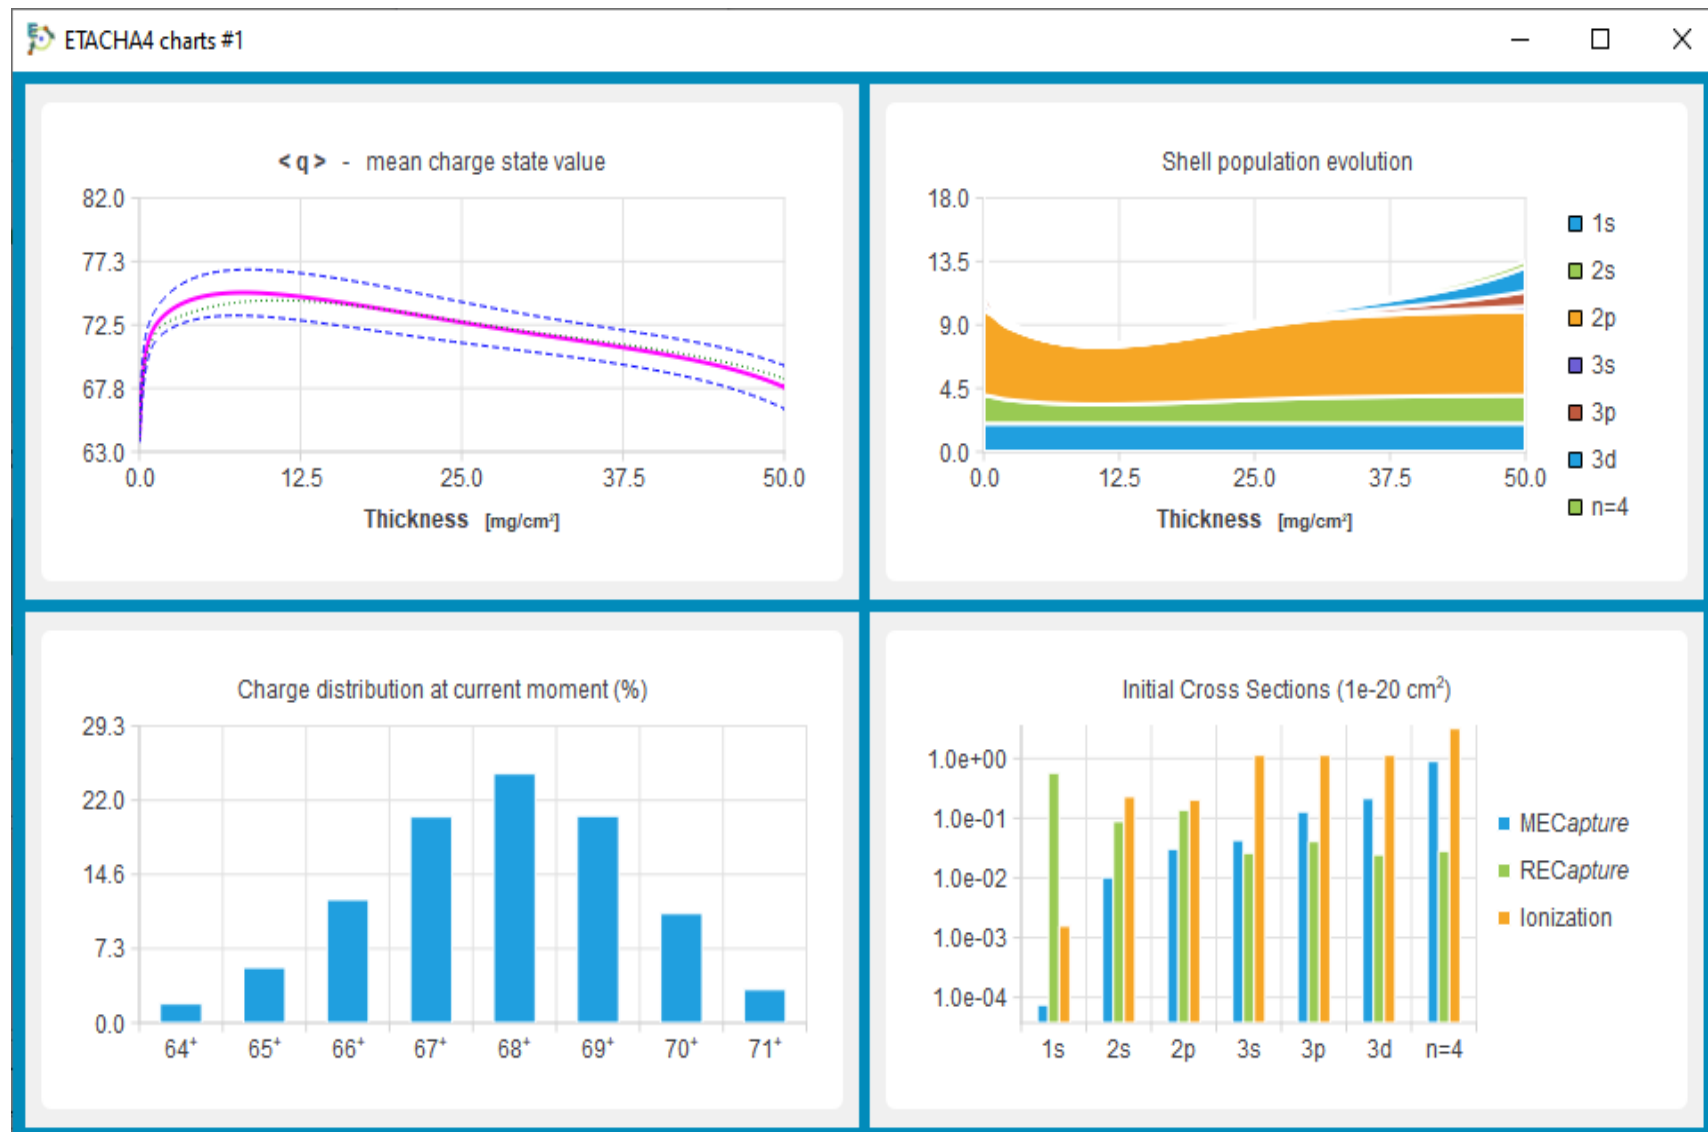 ETACHA4 charts #1
<q> - mean charge state value
82.0
77.3
72.5
67.8
63.0
0.0 12.5 25.0 37.5 50.0
Thickness [mg/cm²]
Shell population evolution
18.0
13.5
9.0
4.5
0.0
0.0 12.5 25.0 37.5 50.0
Thickness [mg/cm²]
1s
2s
2p
3s
3p
3d
n=4
Charge distribution at current moment (%)
29.3
22.0
14.6
7.3
0.0
64⁺ 65⁺ 66⁺ 67⁺ 68⁺ 69⁺ 70⁺ 71⁺
Initial Cross Sections (1e-20 cm²)
1.0e+00
1.0e-01
1.0e-02
1.0e-03
1.0e-04
1s 2s 2p 3s 3p 3d n=4
MECapture
RECapture
Ionization